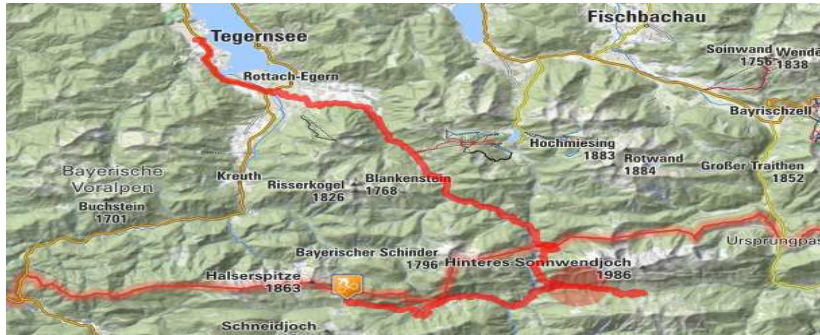 Fischbachau
Tegernsee
Soinwand
1756
Wende
1838
Rottach-Egern
Bayrischzell
Hochmiesing
1883
Rotwand
1884
Großer Traithen
1852
Bayerische
Voralpen
Kreuth
Risserkogel
1826
Blankenstein
1768
Buchstein
1701
Bayerischer Schinder
1796
Hinteres Sonnwendjoch
1986
Ursprungpas
Halserspitze
1863
Schneidjoch